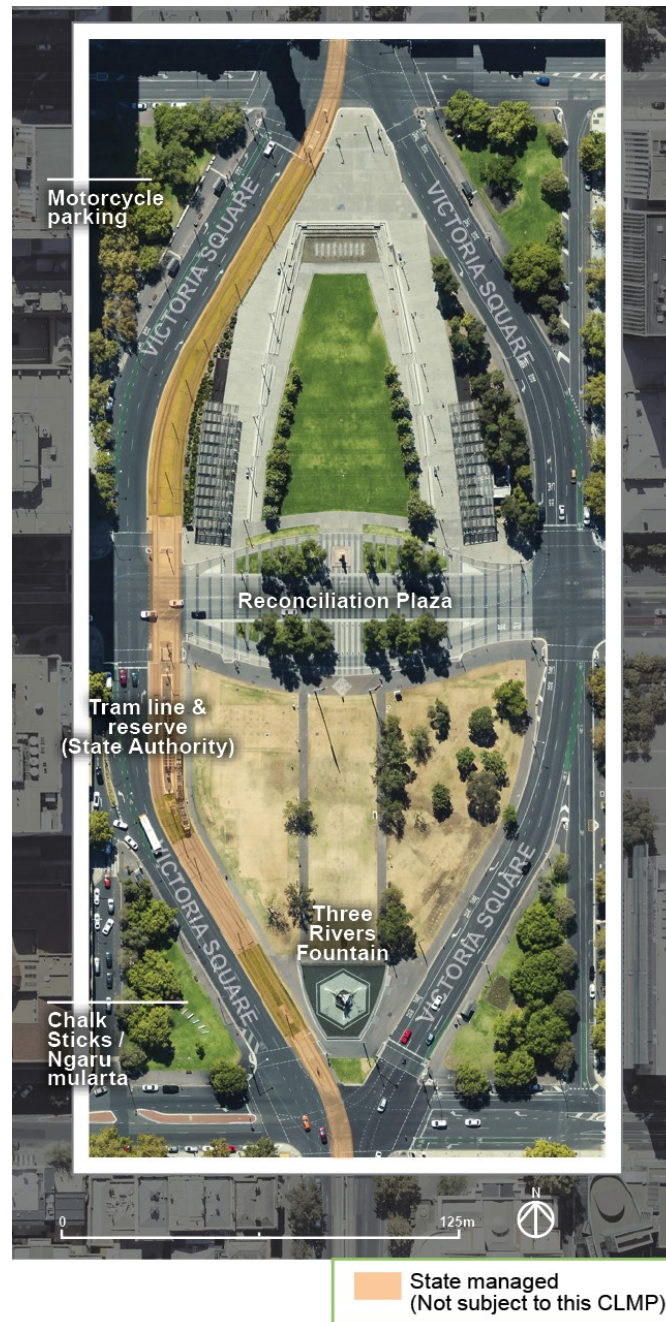 Motorcycle
parking
VICTORIA SQUARE
VICTORIA SQUARE
Reconciliation Plaza
Tram line &
reserve
(State Authority)
VICTORIA SQUARE
VICTORIA SQUARE
Three
Rivers
Fountain
Chalk
Sticks /
Ngaru
mularta
0
125m
N
State managed
(Not subject to this CLMP)